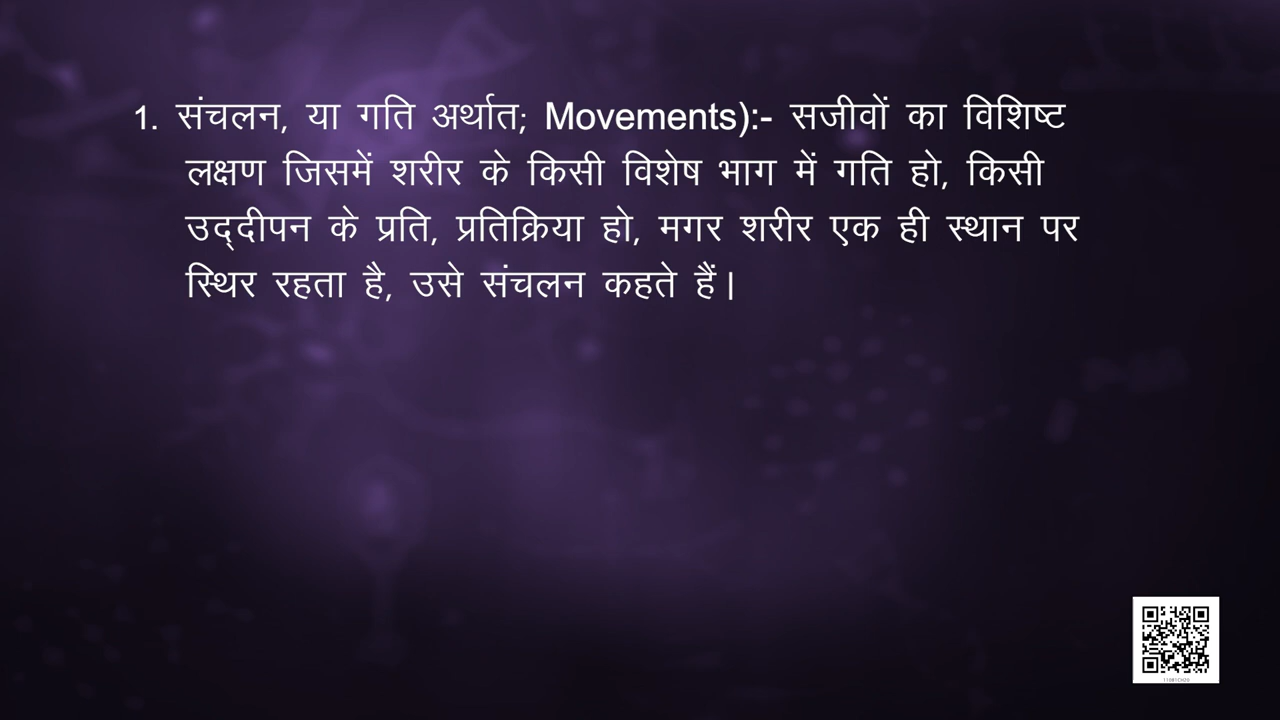 1. संचलन, या गति अर्थात; Movements):- सजीवों का विशिष्ट
लक्षण जिसमें शरीर के किसी विशेष भाग में गति हो, किसी
उद्दीपन के प्रति, प्रतिक्रिया हो, मगर शरीर एक ही स्थान पर
स्थिर रहता है, उसे संचलन कहते हैं।